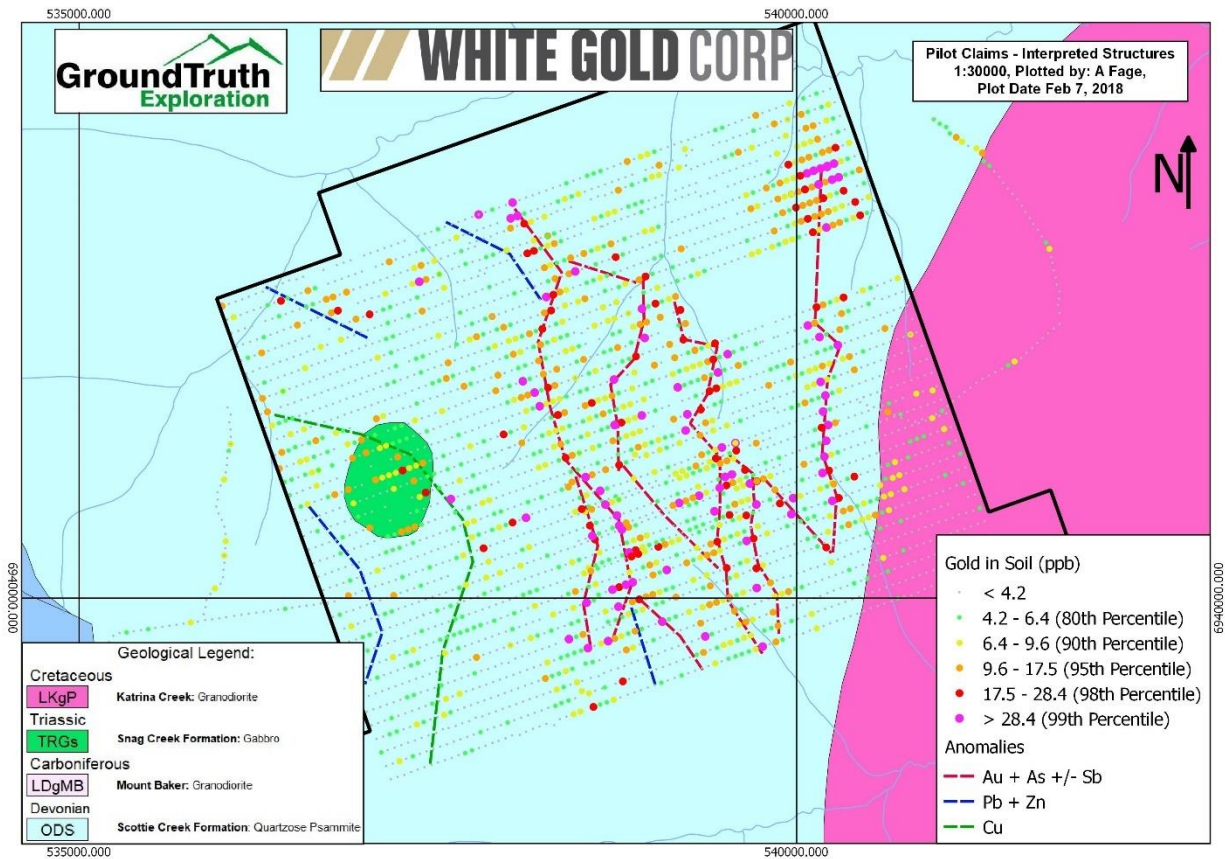 535000.000
540000.000
GroundTruth
Exploration
WHITE GOLD CORP
Pilot Claims - Interpreted Structures
1:30000, Plotted by: A Fage,
Plot Date Feb 7, 2018
N
6940000.000
6940000.000
Geological Legend:
Cretaceous
LKgP
Katrina Creek: Granodiorite
Triassic
TRGs
Snag Creek Formation: Gabbro
Carboniferous
LDgMB
Mount Baker: Granodiorite
Devonian
ODS
Scottie Creek Formation: Quartzose Psammite
Gold in Soil (ppb)
< 4.2
4.2 - 6.4 (80th Percentile)
6.4 - 9.6 (90th Percentile)
9.6 - 17.5 (95th Percentile)
17.5 - 28.4 (98th Percentile)
> 28.4 (99th Percentile)
Anomalies
Au + As +/- Sb
Pb + Zn
Cu
535000.000
540000.000